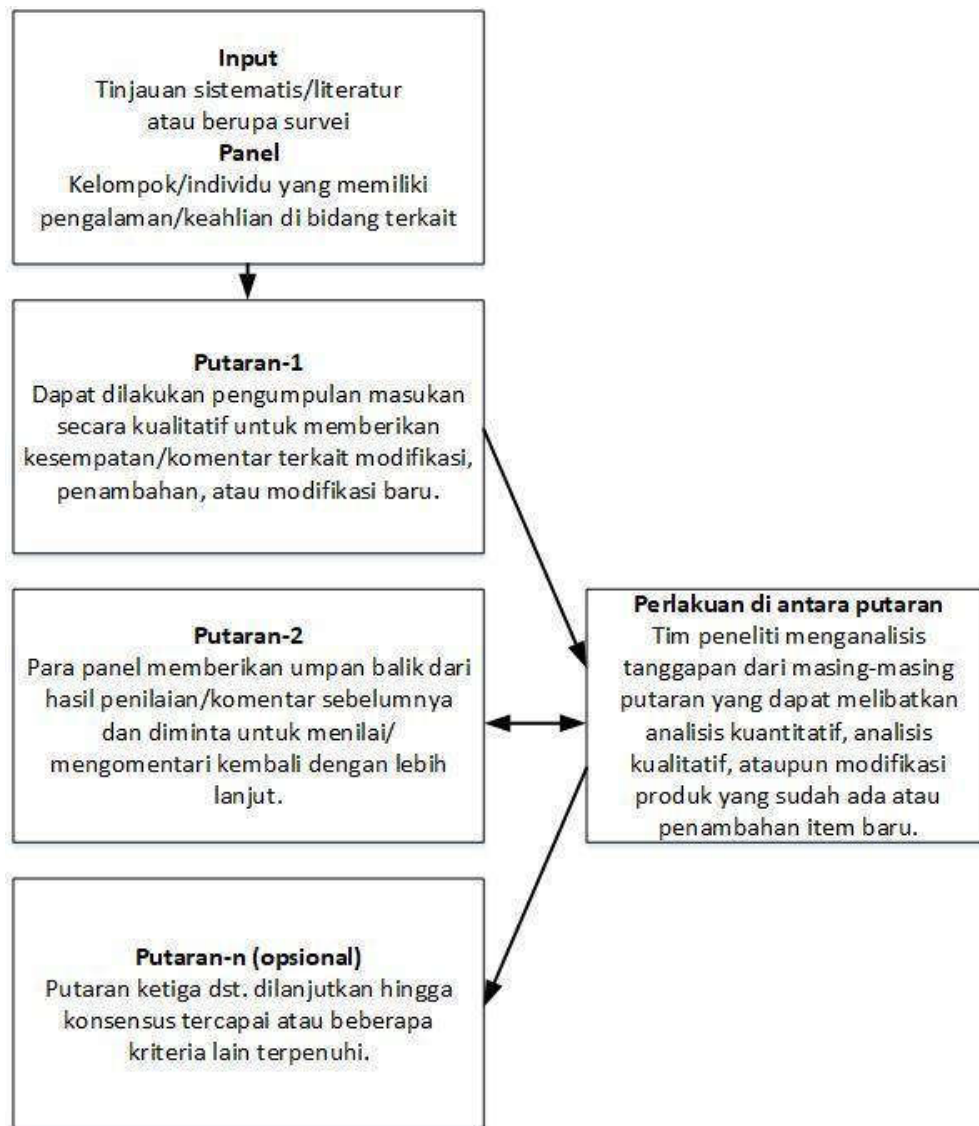 Input
Tinjauan sistematis/literatur
atau berupa survei
Panel
Kelompok/individu yang memiliki
pengalaman/keahlian di bidang terkait
Putaran-1
Dapat dilakukan pengumpulan masukan
secara kualitatif untuk memberikan
kesempatan/komentar terkait modifikasi,
penambahan, atau modifikasi baru.
Putaran-2
Para panel memberikan umpan balik dari
hasil penilaian/komentar sebelumnya
dan diminta untuk menilai/
mengomentari kembali dengan lebih
lanjut.
Perlakuan di antara putaran
Tim peneliti menganalisis
tanggapan dari masing-masing
putaran yang dapat melibatkan
analisis kuantitatif, analisis
kualitatif, ataupun modifikasi
produk yang sudah ada atau
penambahan item baru.
Putaran-n (opsional)
Putaran ketiga dst. dilanjutkan hingga
konsensus tercapai atau beberapa
kriteria lain terpenuhi.